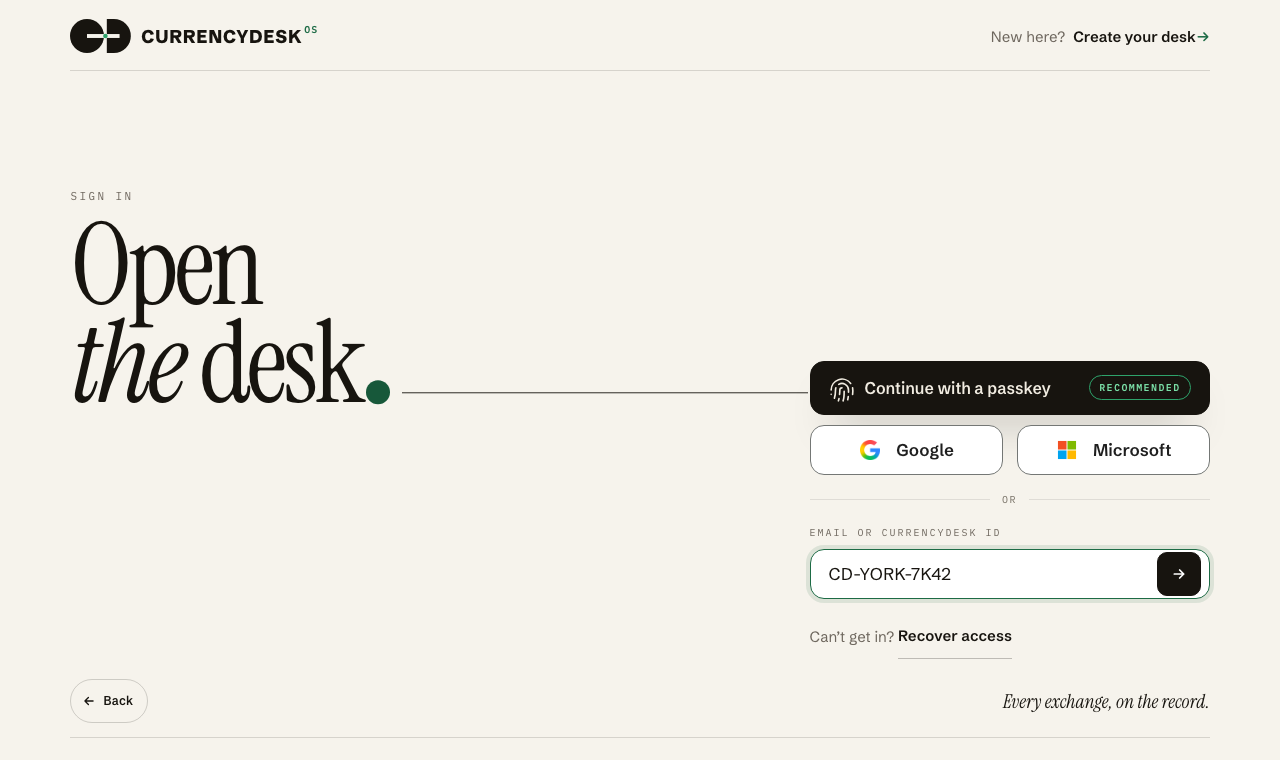 CURRENCYDESK OS
New here? Create your desk→
SIGN IN
Open
the desk.
Continue with a passkey
RECOMMENDED
Google
Microsoft
OR
EMAIL OR CURRENCYDESK ID
CD-YORK-7K42
→
Can’t get in? Recover access
← Back
Every exchange, on the record.